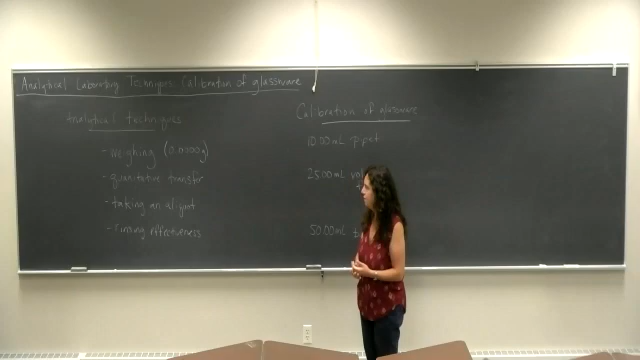 Analytical Laboratory Techniques: Calibration of glassware
Analytical techniques
- weighing (0.0000g)
- quantitative transfer
- taking an aliquot
- rinsing effectiveness
Calibration of glassware
10.00 mL pipet
25.00 mL
50.00 mL